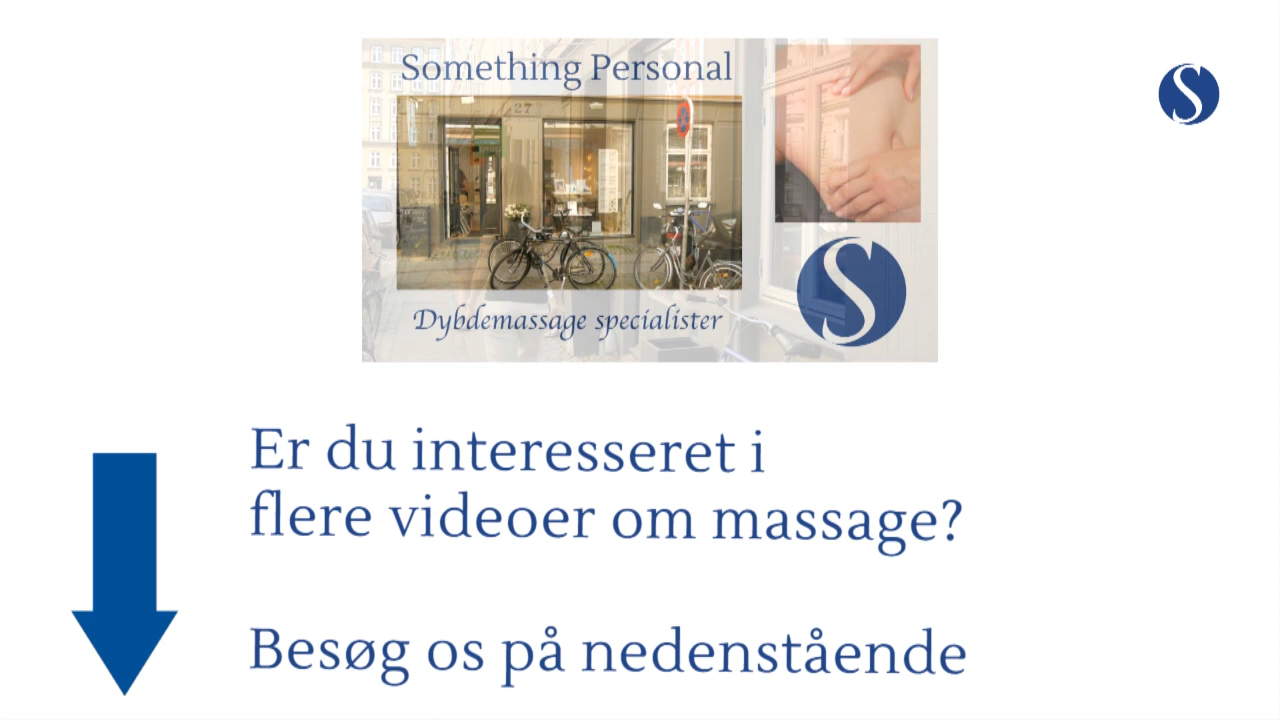 Something Personal
27
Dybdemassage specialister
S
S
Er du interesseret i
flere videoer om massage?
Besøg os på nedenstående